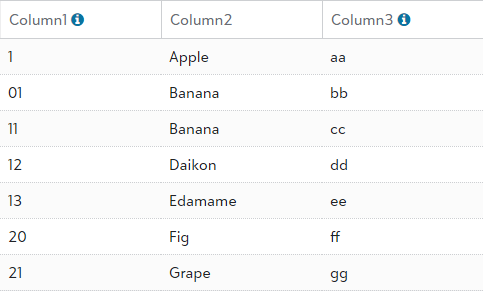 Column1 Column2 Column3
1 Apple aa
01 Banana bb
11 Banana cc
12 Daikon dd
13 Edamame ee
20 Fig ff
21 Grape gg